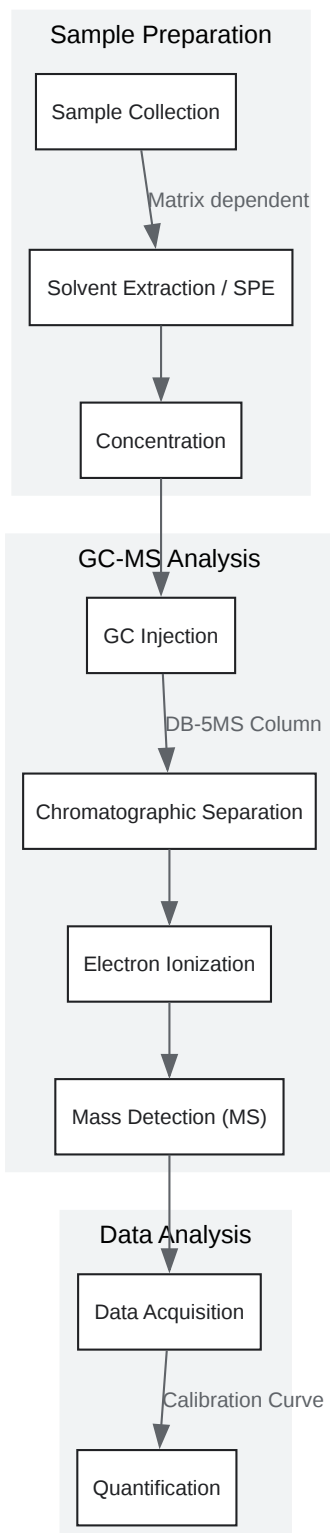 Sample Preparation
Sample Collection
Matrix dependent
Solvent Extraction / SPE
Concentration
GC-MS Analysis
GC Injection
DB-5MS Column
Chromatographic Separation
Electron Ionization
Mass Detection (MS)
Data Analysis
Data Acquisition
Calibration Curve
Quantification